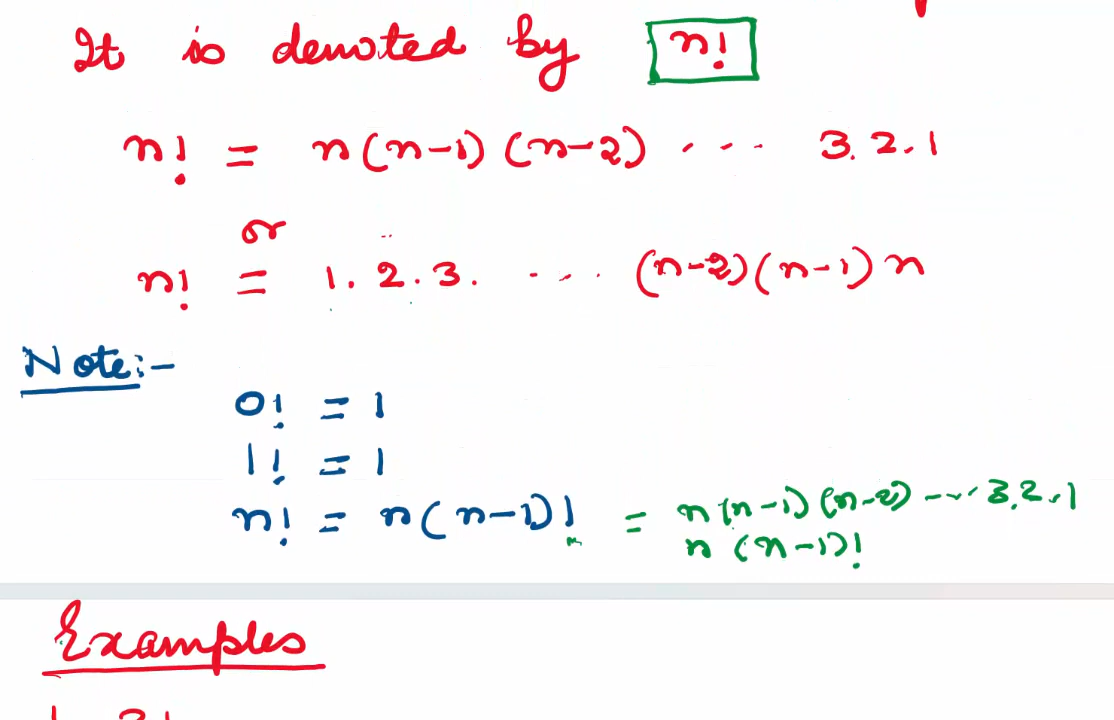 It is denoted by n!
n! = n(n-1)(n-2) .... 3.2.1
or
n! = 1.2.3. .... (n-2)(n-1)n
Note:-
0! = 1
1! = 1
n! = n(n-1)! = n(n-1)(n-2) ---- 3.2.1
n(n-1)!
Examples